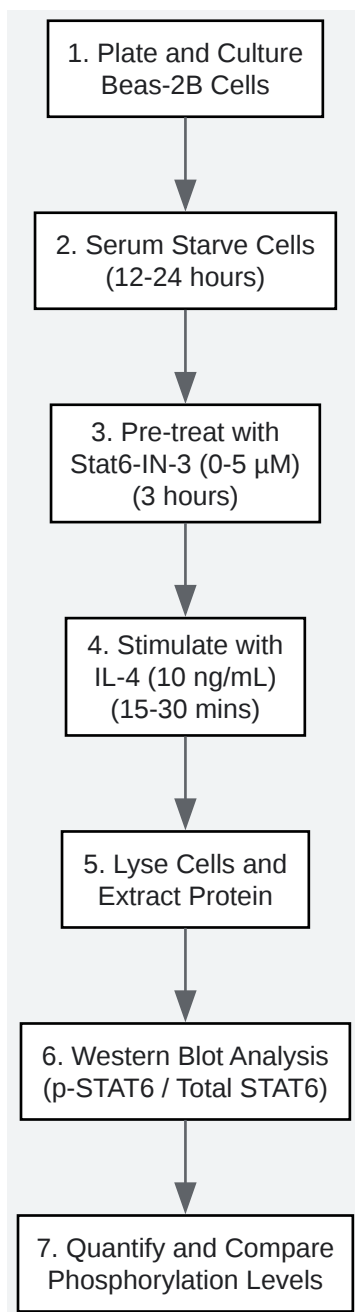 1. Plate and Culture
Beas-2B Cells
2. Serum Starve Cells
(12-24 hours)
3. Pre-treat with
Stat6-IN-3 (0-5 µM)
(3 hours)
4. Stimulate with
IL-4 (10 ng/mL)
(15-30 mins)
5. Lyse Cells and
Extract Protein
6. Western Blot Analysis
(p-STAT6 / Total STAT6)
7. Quantify and Compare
Phosphorylation Levels